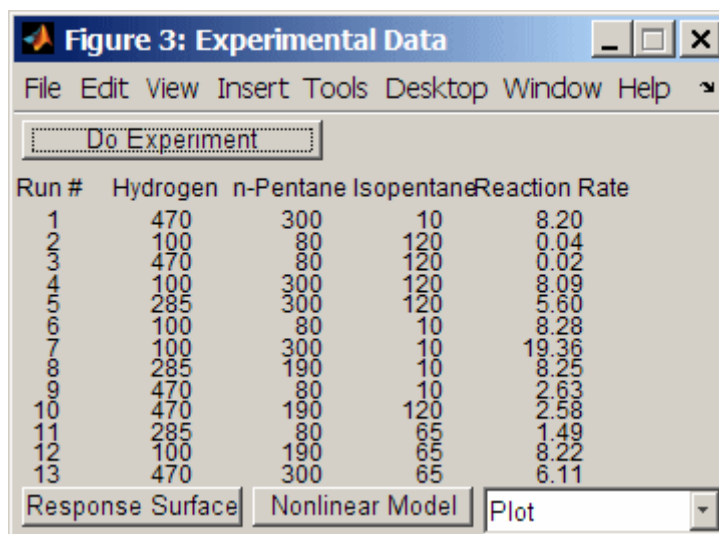 Figure 3: Experimental Data
File Edit View Insert Tools Desktop Window Help
Do Experiment
Run # Hydrogen n-Pentane Isopentane Reaction Rate
1 470 300 10 8.20
2 100 80 120 0.04
3 470 80 120 0.02
4 100 300 120 8.09
5 285 300 120 5.60
6 100 80 10 8.28
7 100 300 10 19.36
8 285 190 10 8.25
9 470 80 10 2.63
10 470 190 120 2.58
11 285 80 65 1.49
12 100 190 65 8.22
13 470 300 65 6.11
Response Surface Nonlinear Model Plot